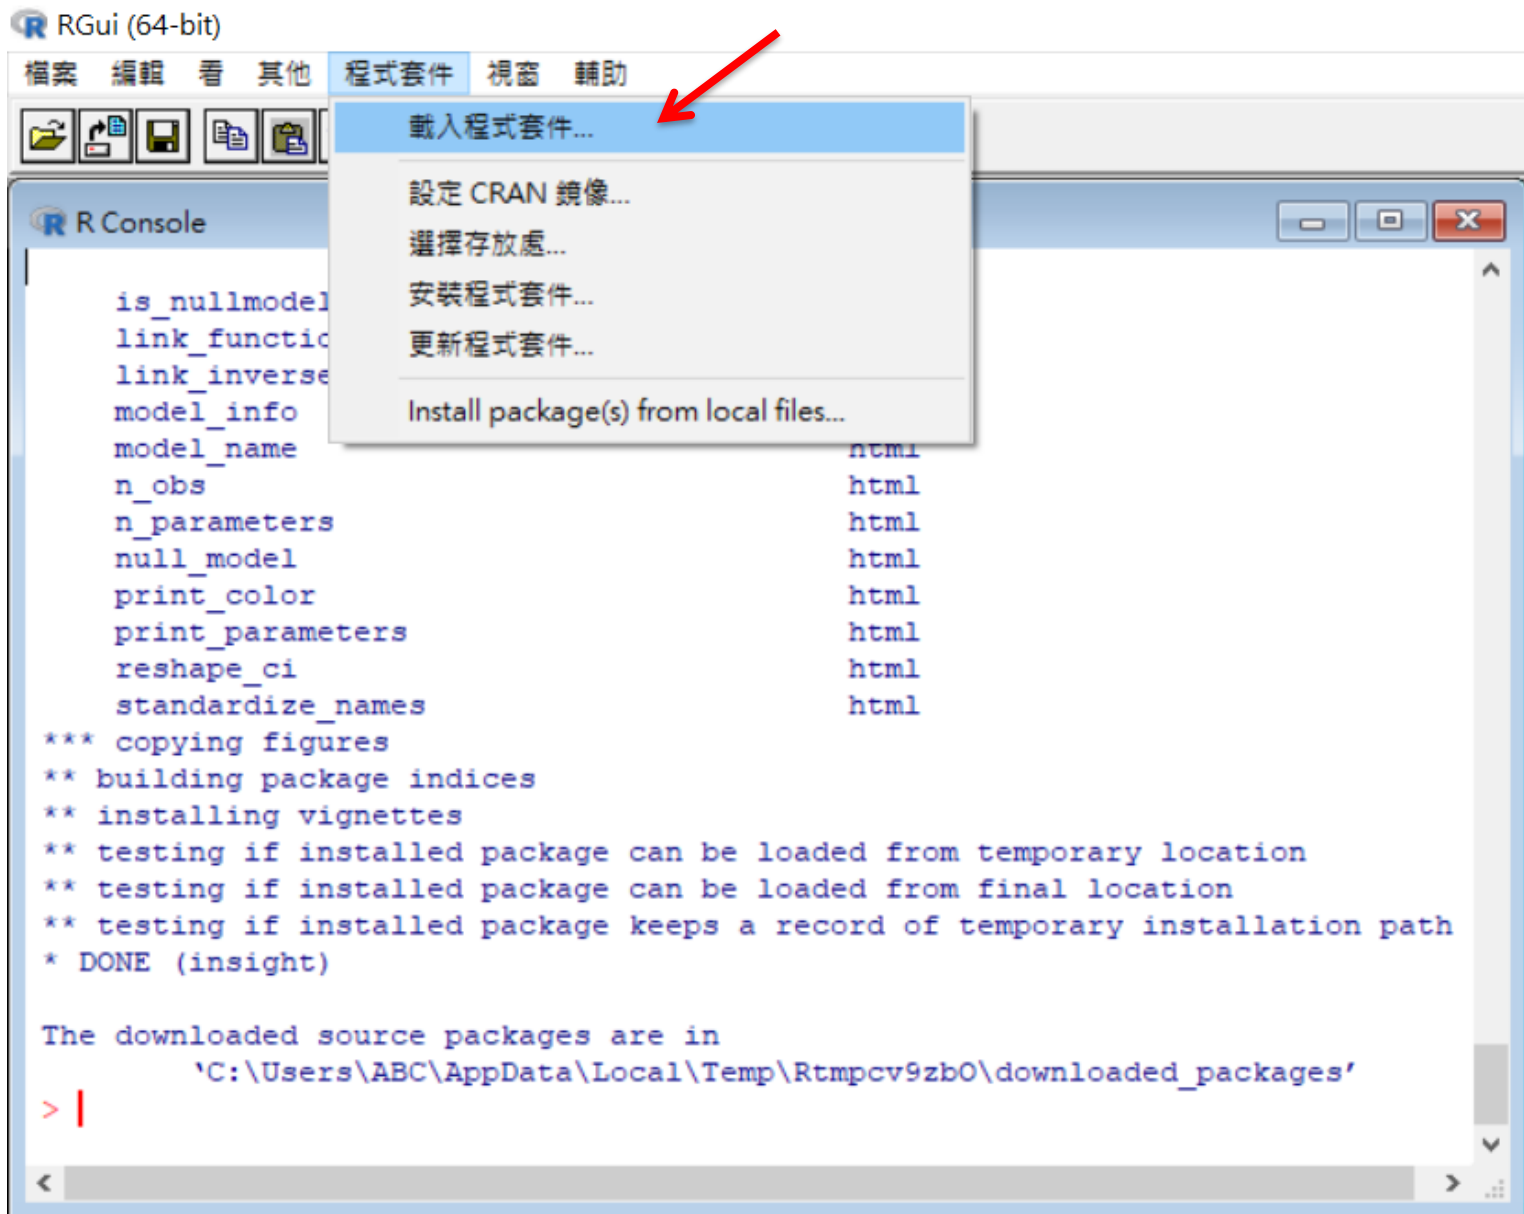 RGui (64-bit)
檔案 編輯 看 其他 程式套件 視窗 輔助
載入程式套件...
設定 CRAN 鏡像...
選擇存放處...
安裝程式套件...
更新程式套件...
Install package(s) from local files...
R Console
is_nullmodel
link_functio
link_inverse
model_info
model_name html
n_obs html
n_parameters html
null_model html
print_color html
print_parameters html
reshape_ci html
standardize_names html
*** copying figures
** building package indices
** installing vignettes
** testing if installed package can be loaded from temporary location
** testing if installed package can be loaded from final location
** testing if installed package keeps a record of temporary installation path
* DONE (insight)
The downloaded source packages are in
‘C:\Users\ABC\AppData\Local\Temp\Rtmpcv9zbO\downloaded_packages’
>